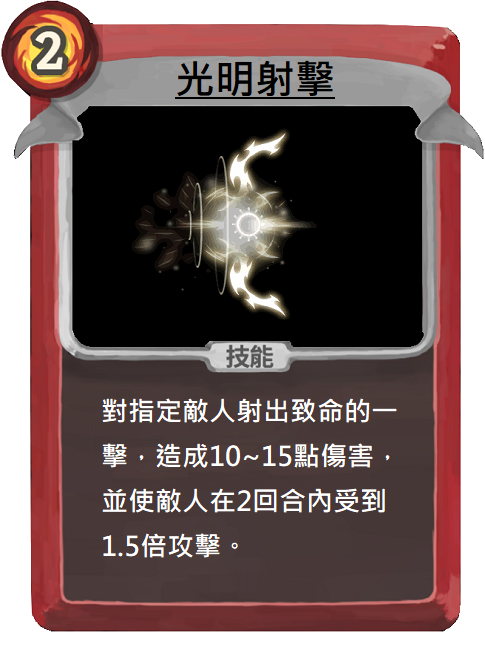 2
光明射擊
技能
對指定敵人射出致命的一
擊，造成10~15點傷害，
並使敵人在2回合內受到
1.5倍攻擊。